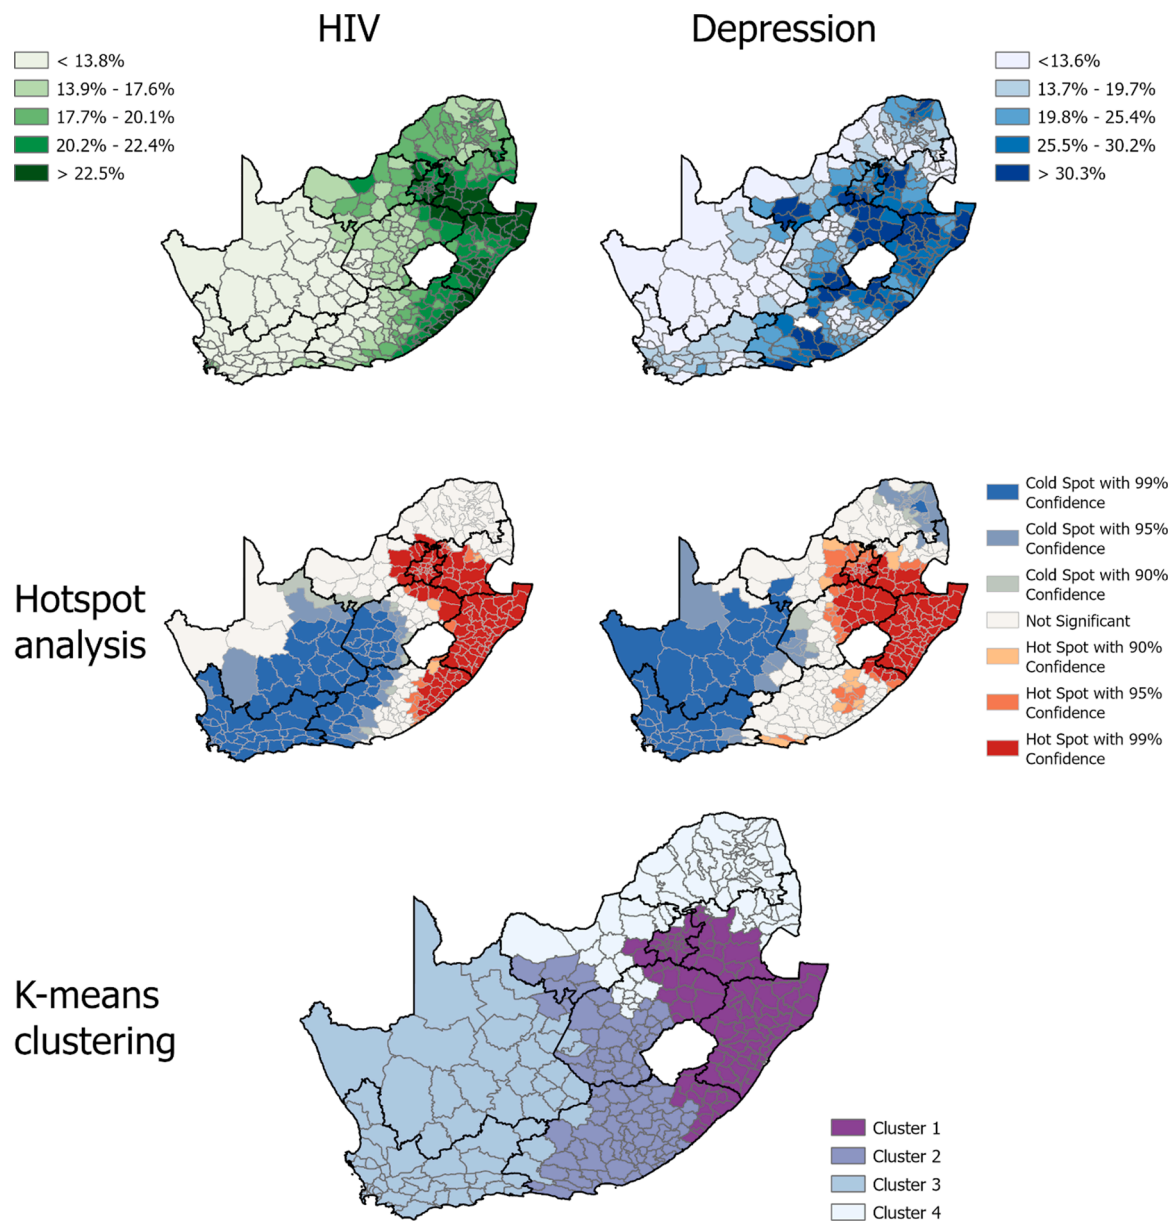 HIV
Depression
< 13.8%
13.9% - 17.6%
17.7% - 20.1%
20.2% - 22.4%
> 22.5%
<13.6%
13.7% - 19.7%
19.8% - 25.4%
25.5% - 30.2%
> 30.3%
Hotspot
analysis
Cold Spot with 99%
Confidence
Cold Spot with 95%
Confidence
Cold Spot with 90%
Confidence
Not Significant
Hot Spot with 90%
Confidence
Hot Spot with 95%
Confidence
Hot Spot with 99%
Confidence
K-means
clustering
Cluster 1
Cluster 2
Cluster 3
Cluster 4